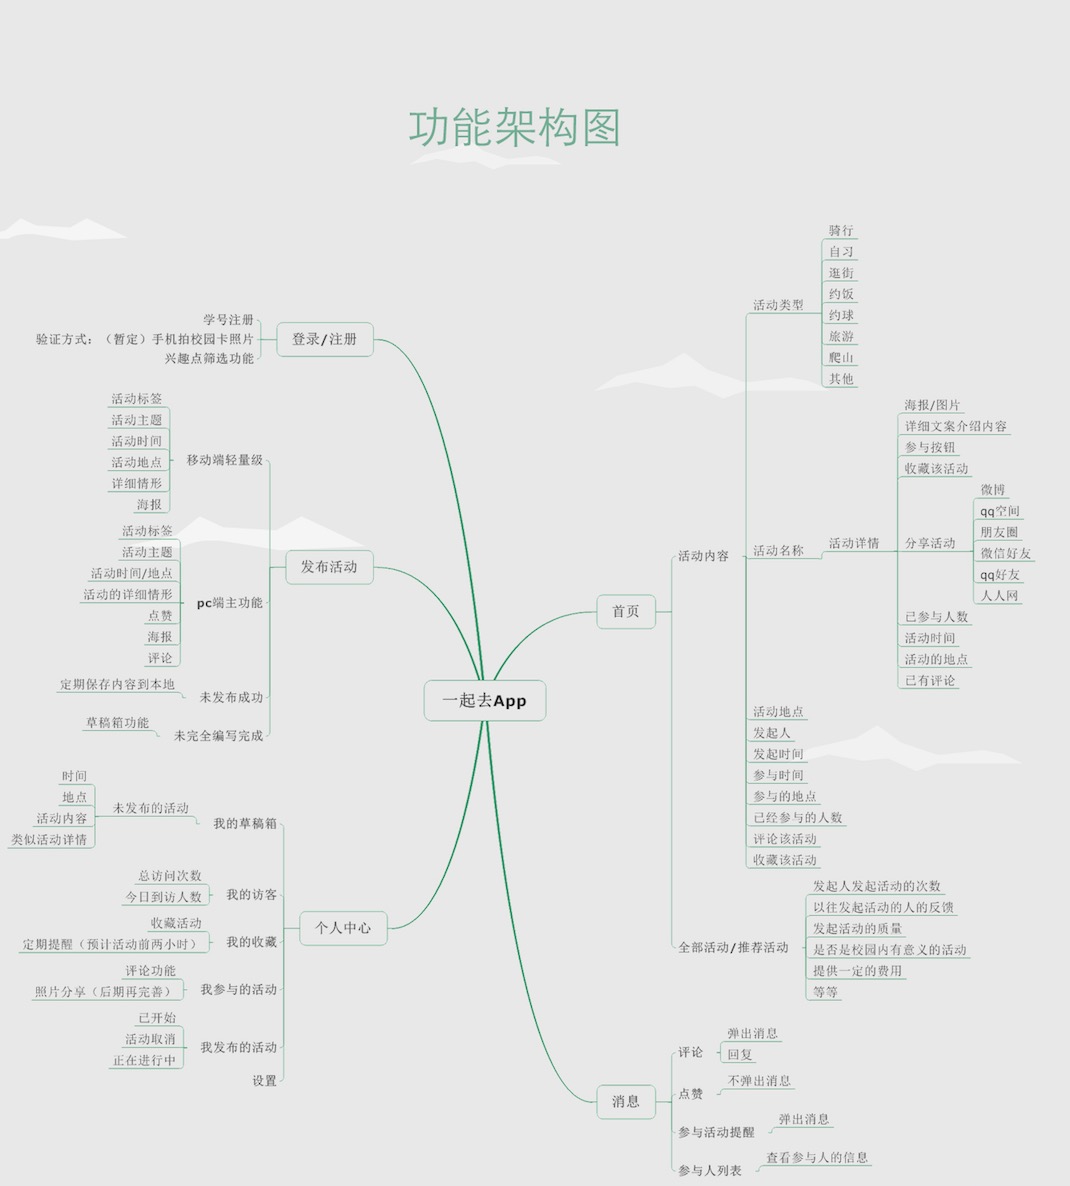 功能架构图
一起去App
登录/注册
学号注册
验证方式：（暂定）手机拍校园卡照片
兴趣点筛选功能
发布活动
移动端轻量级
活动标签
活动主题
活动时间
活动地点
详细情形
海报
pc端主功能
活动标签
活动主题
活动时间/地点
活动的详细情形
点赞
海报
评论
未发布成功
定期保存内容到本地
未完全编写完成
草稿箱功能
个人中心
我的草稿箱
未发布的活动
时间
地点
活动内容
类似活动详情
我的访客
总访问次数
今日到访人数
我的收藏
收藏活动
定期提醒（预计活动前两小时）
我参与的活动
评论功能
照片分享（后期再完善）
我发布的活动
已开始
活动取消
正在进行中
设置
首页
活动内容
活动类型
骑行
自习
逛街
约饭
约球
旅游
爬山
其他
活动名称
活动详情
海报/图片
详细文案介绍内容
参与按钮
收藏该活动
分享活动
微博
qq空间
朋友圈
微信好友
qq好友
人人网
已参与人数
活动时间
活动的地点
已有评论
活动地点
发起人
发起时间
参与时间
参与的地点
已经参与的人数
评论该活动
收藏该活动
全部活动/推荐活动
发起人发起活动的次数
以往发起活动的人的反馈
发起活动的质量
是否是校园内有意义的活动
提供一定的费用
等等
消息
评论
弹出消息
回复
点赞
不弹出消息
参与活动提醒
弹出消息
参与人列表
查看参与人的信息